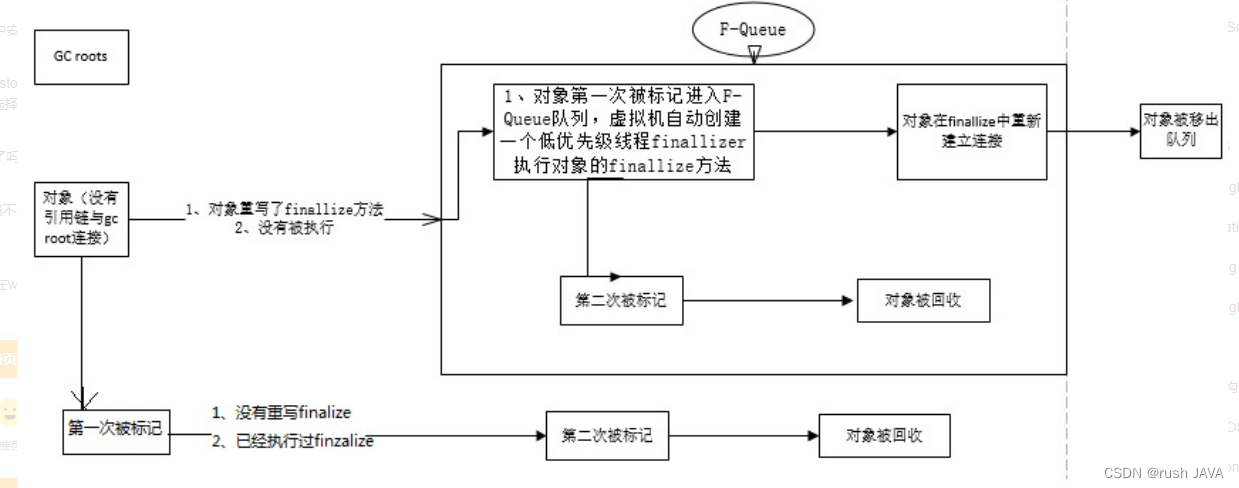 F-Queue
GC roots
1、对象第一次被标记进入F-
Queue队列，虚拟机自动创建
一个低优先级线程finallizer
执行对象的finallize方法
对象在finallize中重新
建立连接
对象被移出
队列
对象（没有
引用链与gc
root连接）
1、对象重写了finallize方法
2、没有被执行
第二次被标记
对象被回收
第一次被标记
1、没有重写finalize
2、已经执行过finzalize
第二次被标记
对象被回收
CSDN @rush JAVA